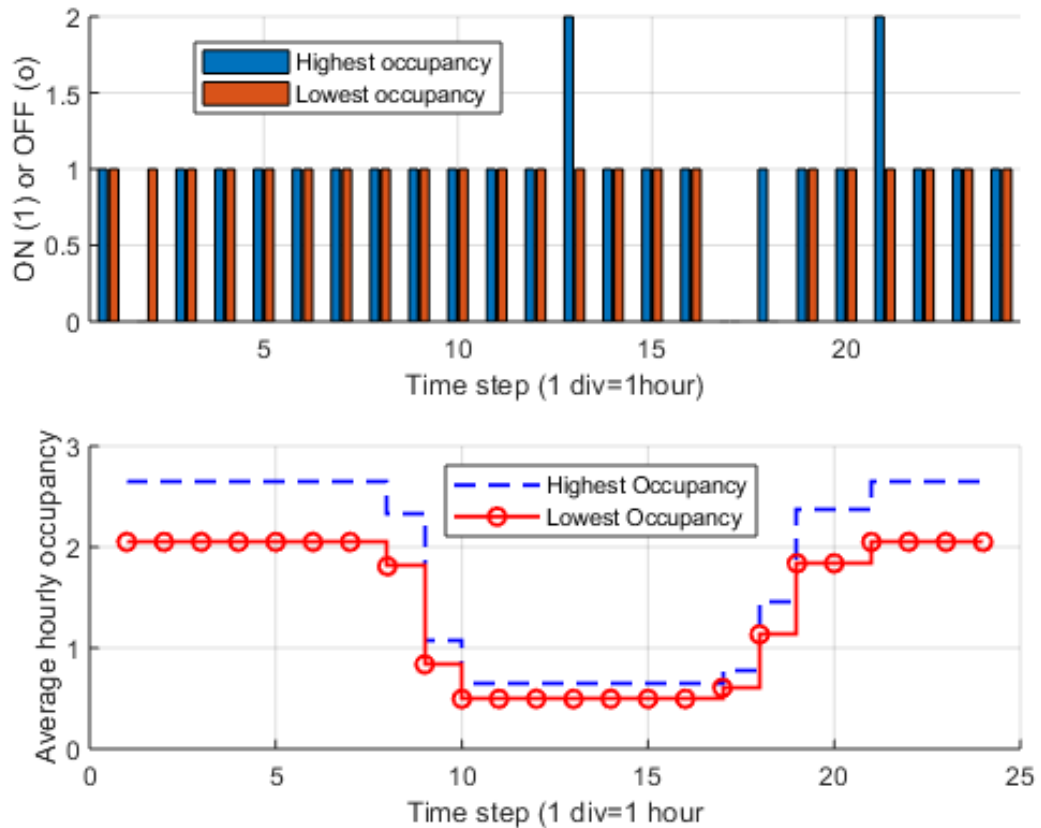 ON (1) or OFF (o)
2
1.5
1
0.5
0
Highest occupancy
Lowest occupancy
5
10
15
20
Time step (1 div=1hour)
Average hourly occupancy
3
2
1
0
Highest Occupancy
Lowest Occupancy
0
5
10
15
20
25
Time step (1 div=1 hour